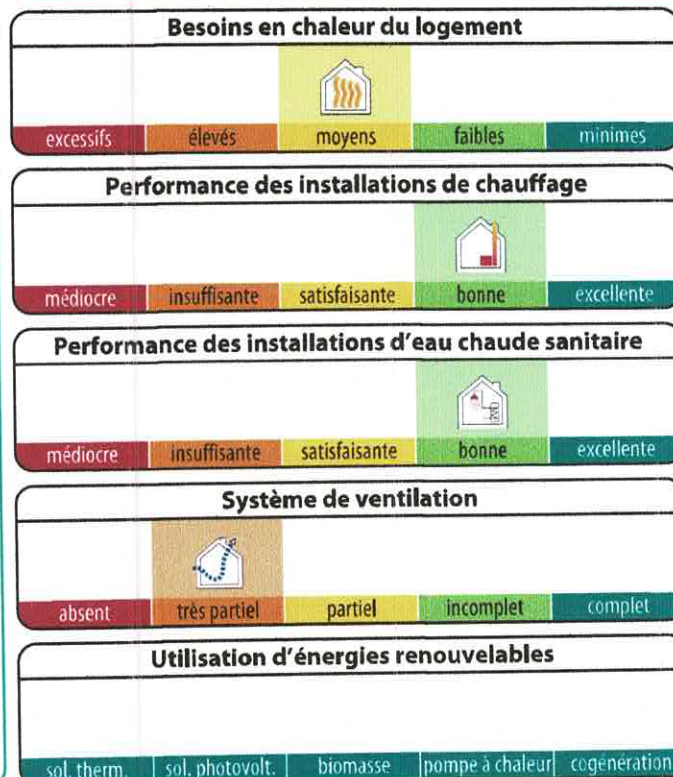 Besoins en chaleur du logement
excessifs élevés moyens faibles minimes
Performance des installations de chauffage
médiocre insuffisante satisfaisante bonne excellente
Performance des installations d'eau chaude sanitaire
médiocre insuffisante satisfaisante bonne excellente
Système de ventilation
absent très partiel partiel incomplet complet
Utilisation d'énergies renouvelables
sol. therm. sol. photovolt. biomasse pompe à chaleur cogénération